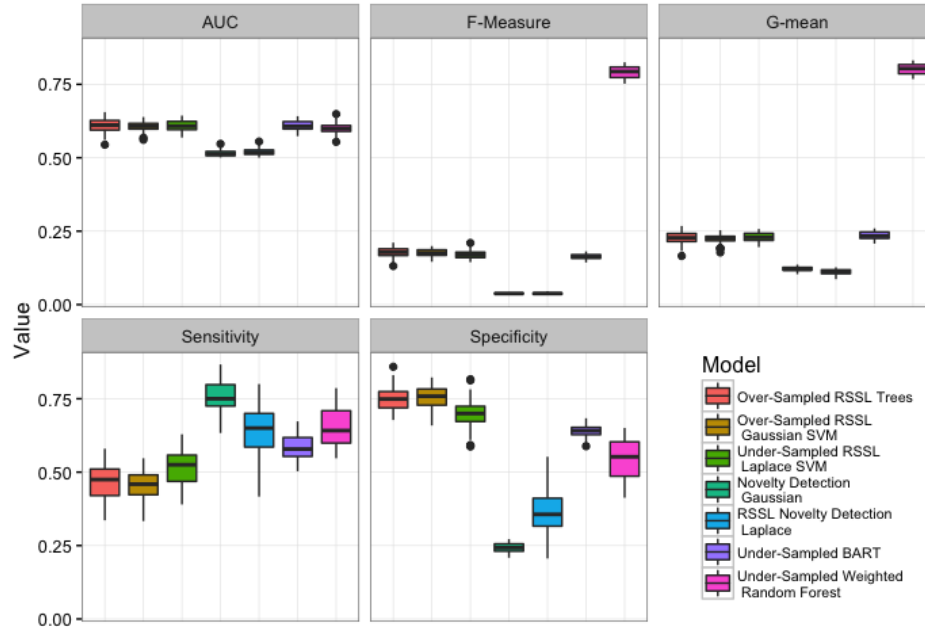 AUC
F-Measure
G-mean
0.75
0.50
0.25
0.00
Value
Sensitivity
Specificity
0.75
0.50
0.25
0.00
Model
Over-Sampled RSSL Trees
Over-Sampled RSSL
Gaussian SVM
Under-Sampled RSSL
Laplace SVM
Novelty Detection
Gaussian
RSSL Novelty Detection
Laplace
Under-Sampled BART
Under-Sampled Weighted
Random Forest